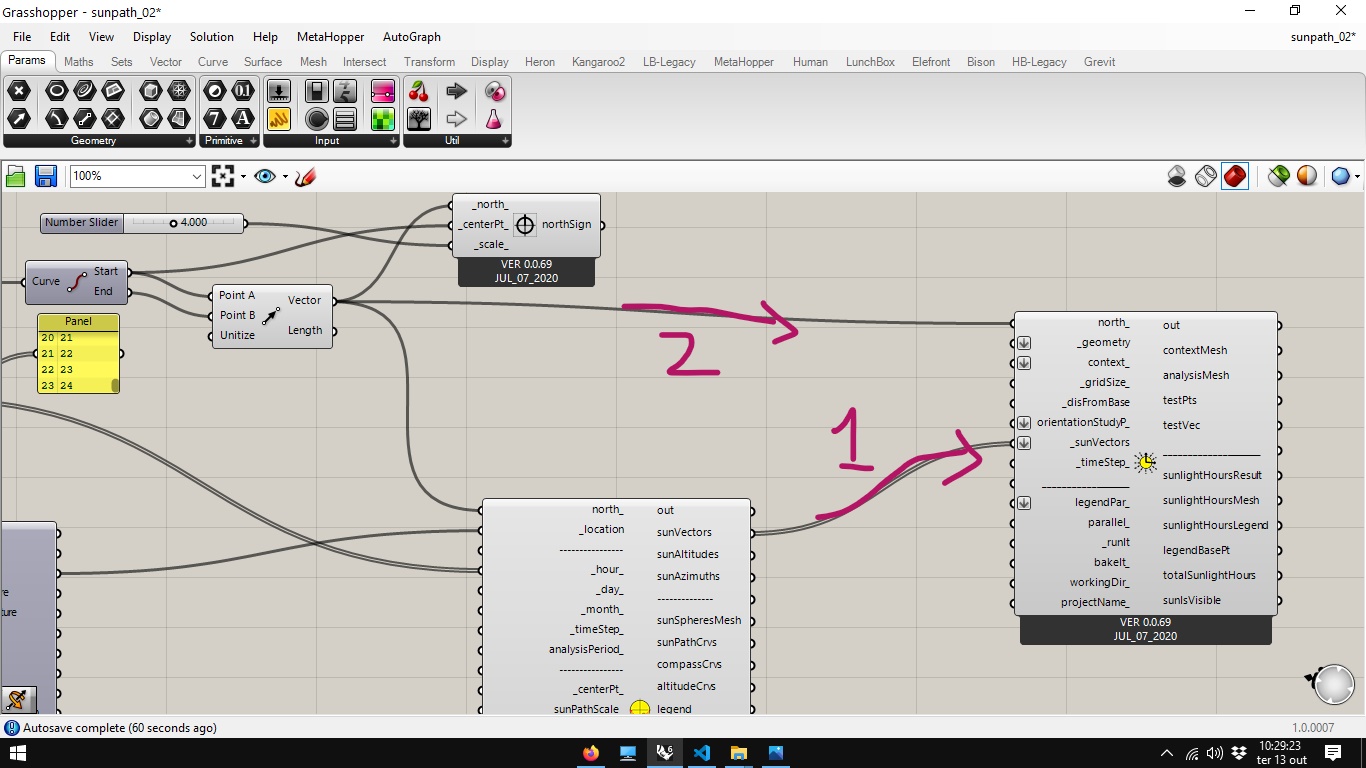 Grasshopper - sunpath_02*
File Edit View Display Solution Help MetaHopper AutoGraph sunpath_02*
Params Maths Sets Vector Curve Surface Mesh Intersect Transform Display Heron Kangaroo2 LB-Legacy MetaHopper Human LunchBox Elefront Bison HB-Legacy Grevit
0.1
7 A
Geometry Primitive Input Util
100%
Number Slider 4.000
_north_
_centerPt_ northSign
_scale_
VER 0.0.69
JUL_07_2020
Curve Start
End
Point A Vector
Point B
Unitize Length
Panel
20 21
21 22
22 23
23 24
2
1
north_ out
_geometry contextMesh
context_ analysisMesh
_gridSize_ testPts
_disFromBase testVec
orientationStudyP_
_sunVectors
_timeStep_ sunlightHoursResult
legendPar_ sunlightHoursMesh
parallel_ sunlightHoursLegend
_runIt legendBasePt
bakeIt_ totalSunlightHours
workingDir_ sunIsVisible
projectName_
VER 0.0.69
JUL_07_2020
north_ out
_location sunVectors
--------------- sunAltitudes
_hour_ sunAzimuths
_day_ -------------
_month_ sunSpheresMesh
_timeStep_ sunPathCrvs
analysisPeriod_ compassCrvs
--------------- altitudeCrvs
_centerPt_ legend
sunPathScale
re
ture
Autosave complete (60 seconds ago) 1.0.0007
6
10:29:23
ter 13 out